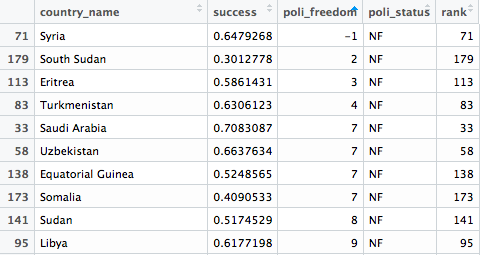 country_name success poli_freedom poli_status rank
71 Syria 0.6479268 −1 NF 71
179 South Sudan 0.3012778 2 NF 179
113 Eritrea 0.5861431 3 NF 113
83 Turkmenistan 0.6306123 4 NF 83
33 Saudi Arabia 0.7083087 7 NF 33
58 Uzbekistan 0.6637634 7 NF 58
138 Equatorial Guinea 0.5248565 7 NF 138
173 Somalia 0.4090533 7 NF 173
141 Sudan 0.5174529 8 NF 141
95 Libya 0.6177198 9 NF 95